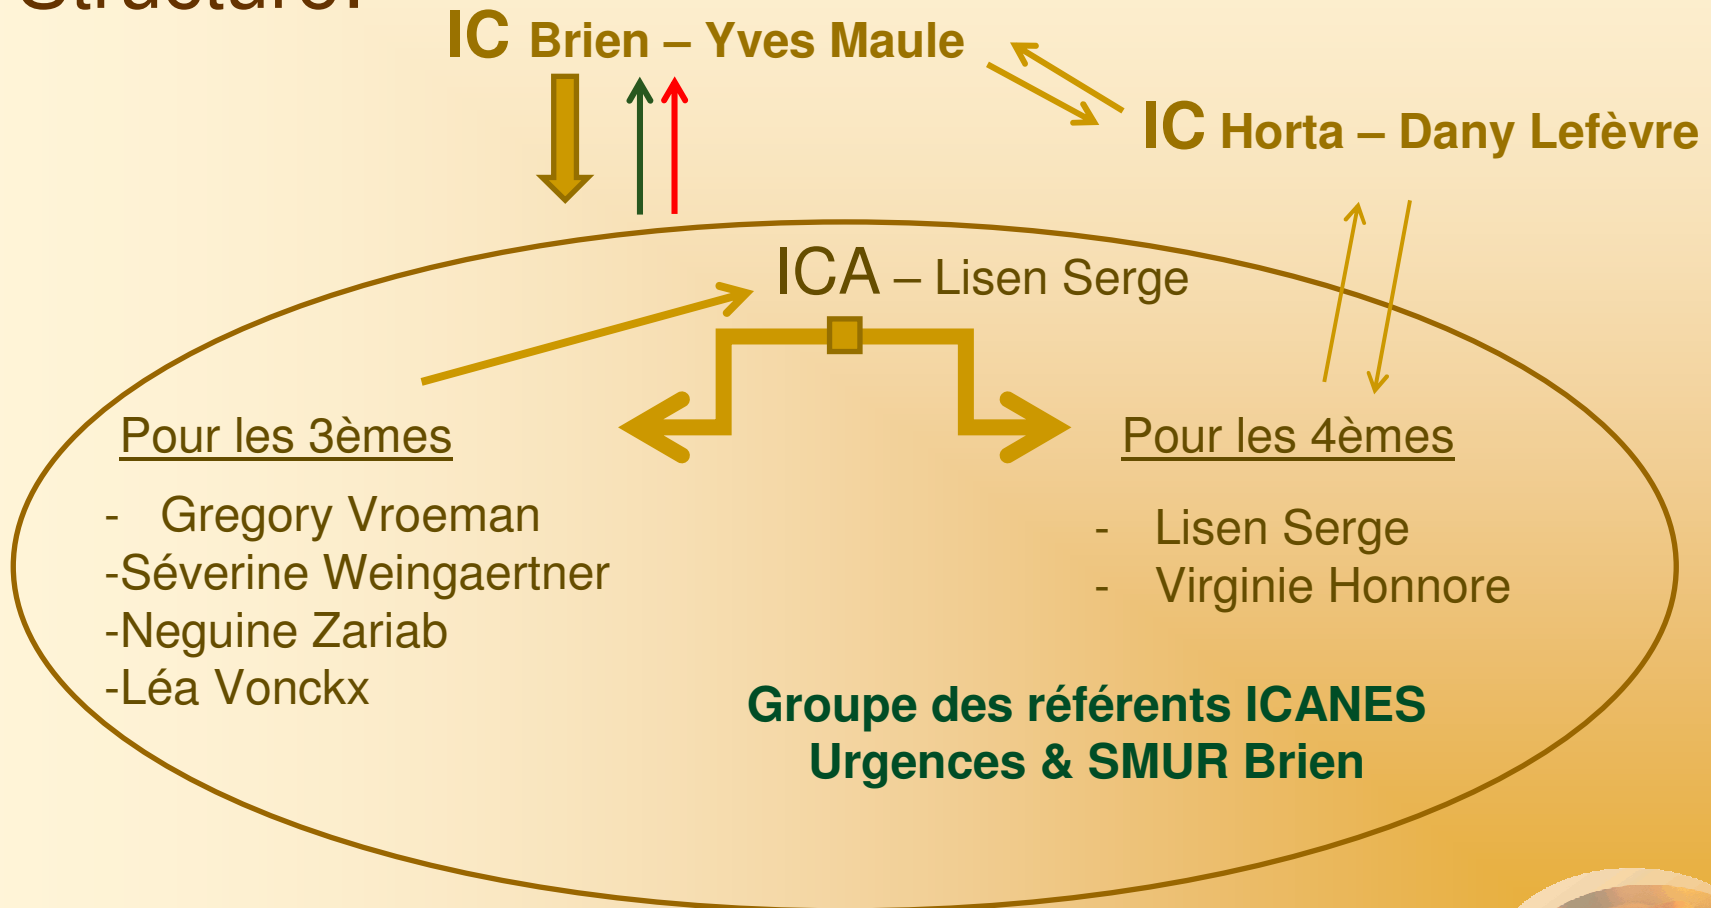 Structure:
IC Brien – Yves Maule
IC Horta – Dany Lefèvre
ICA – Lisen Serge
Pour les 3èmes
- Gregory Vroeman
-Séverine Weingaertner
-Neguine Zariab
-Léa Vonckx
Pour les 4èmes
- Lisen Serge
- Virginie Honnore
Groupe des référents ICANES
Urgences & SMUR Brien